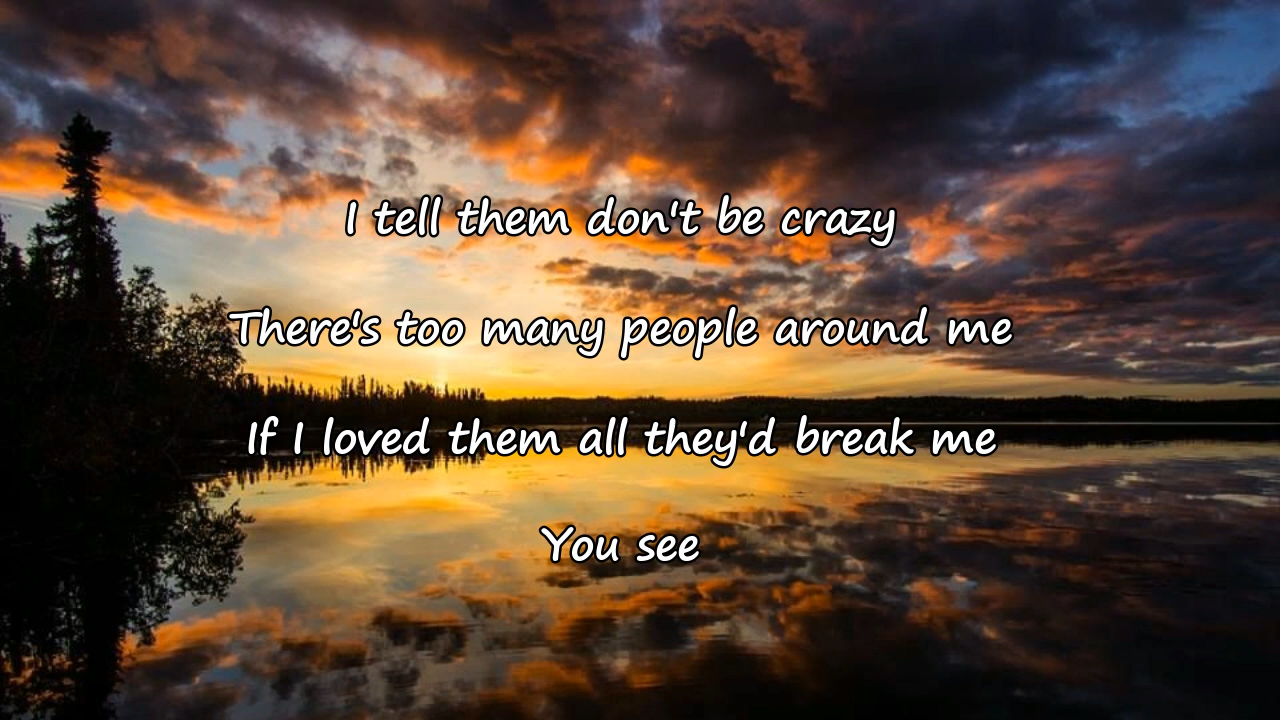 I tell them don't be crazy
There's too many people around me
If I loved them all they'd break me
You see